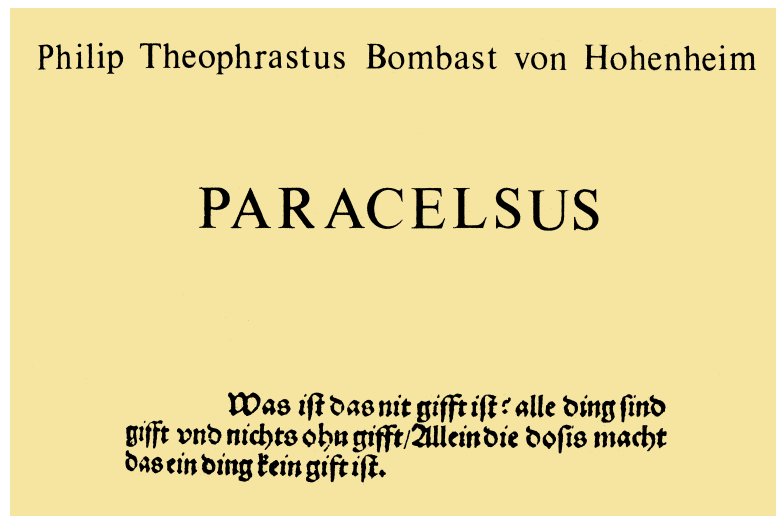 Philip Theophrastus Bombast von Hohenheim
PARACELSUS
Was ist das nit gifft ist? alle ding sind
gifft vnd nichts ohn gifft/Allein die dosis macht
das ein ding kein gift ist.